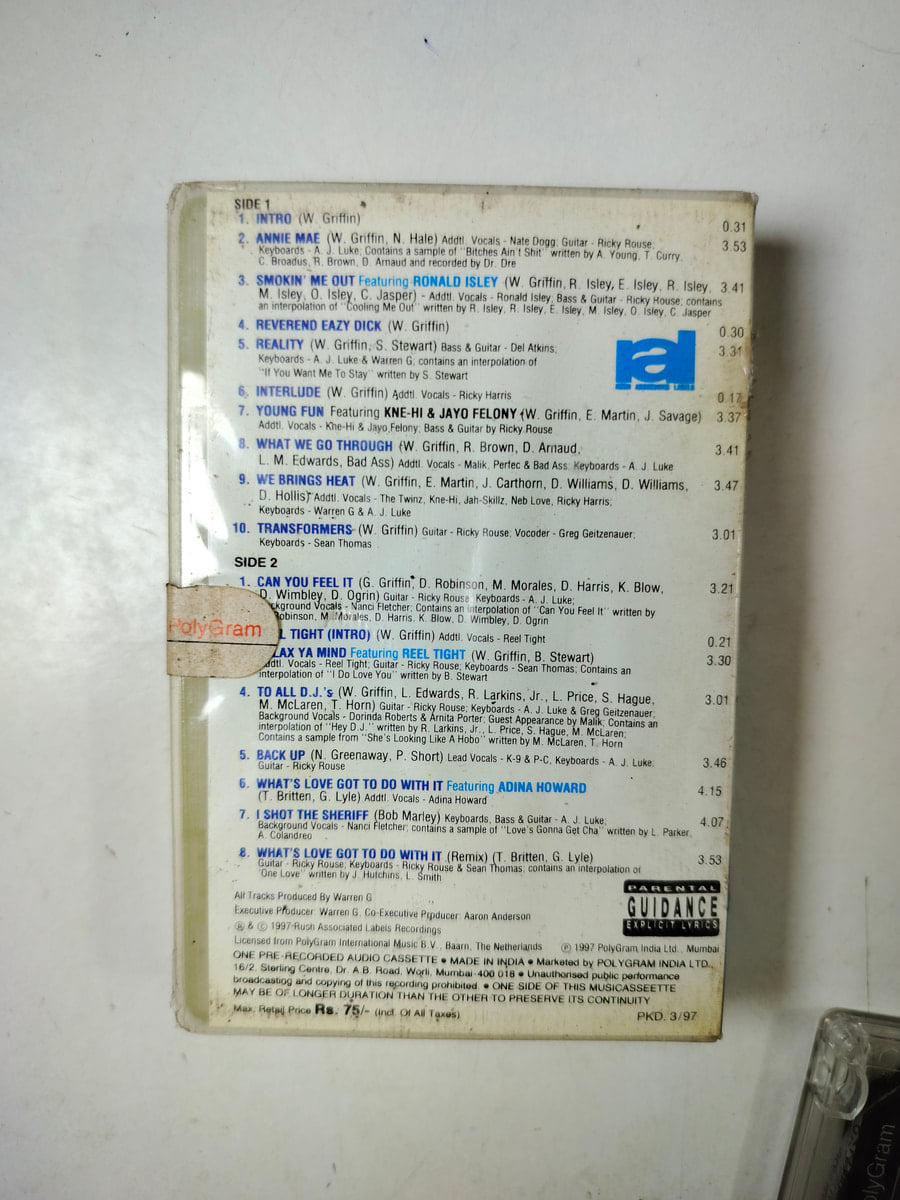 SIDE 1
1. INTRO (W. Griffin) 0.31
2. ANNIE MAE (W. Griffin, N. Hale) Addtl. Vocals - Nate Dogg; Guitar - Ricky Rouse; 3.53
Keyboards - A. J. Luke; Contains a sample of "Bitches Ain't Shit" written by A. Young, T. Curry,
C. Broadus, R. Brown, D. Arnaud and recorded by Dr. Dre
3. SMOKIN' ME OUT Featuring RONALD ISLEY (W. Griffin, R. Isley, E. Isley, R. Isley, 3.41
M. Isley, O. Isley, C. Jasper) - Addtl. Vocals - Ronald Isley, Bass & Guitar - Ricky Rouse; contains
an interpolation of "Cooling Me Out" written by R. Isley, R. Isley, E. Isley, M. Isley, O. Isley, C. Jasper
4. REVEREND EAZY DICK (W. Griffin) 0.30
5. REALITY (W. Griffin, S. Stewart) Bass & Guitar - Del Atkins; 3.31
Keyboards - A. J. Luke & Warren G; contains an interpolation of
"If You Want Me To Stay" written by S. Stewart
6. INTERLUDE (W. Griffin) Addtl. Vocals - Ricky Harris 0.17
7. YOUNG FUN Featuring KNE-HI & JAYO FELONY (W. Griffin, E. Martin, J. Savage) 3.37
Addtl. Vocals - Kne-Hi & Jayo Felony; Bass & Guitar by Ricky Rouse
8. WHAT WE GO THROUGH (W. Griffin, R. Brown, D. Arnaud, 3.41
L. M. Edwards, Bad Ass) Addtl. Vocals - Malik, Perfec & Bad Ass; Keyboards - A. J. Luke
9. WE BRINGS HEAT (W. Griffin, E. Martin, J. Carthorn, D. Williams, D. Williams, 3.47
D. Hollis) Addtl. Vocals - The Twinz, Kne-Hi, Jah-Skillz, Neb Love, Ricky Harris;
Keyboards - Warren G & A. J. Luke
10. TRANSFORMERS (W. Griffin) Guitar - Ricky Rouse; Vocoder - Greg Geitzenauer; 3.01
Keyboards - Sean Thomas
SIDE 2
1. CAN YOU FEEL IT (G. Griffin, D. Robinson, M. Morales, D. Harris, K. Blow, 3.21
D. Wimbley, D. Ogrin) Guitar - Ricky Rouse; Keyboards - A. J. Luke;
ckground Vocals - Nanci Fletcher; Contains an interpolation of "Can You Feel It" written by
Robinson, M. Morales, D. Harris, K. Blow, D. Wimbley, D. Ogrin
PolyGram
L TIGHT (INTRO) (W. Griffin) Addtl. Vocals - Reel Tight 0.21
LAX YA MIND Featuring REEL TIGHT (W. Griffin, B. Stewart) 3.30
ddtl. Vocals - Reel Tight; Guitar - Ricky Rouse; Keyboards - Sean Thomas; Contains an
interpolation of "I Do Love You" written by B. Stewart
4. TO ALL D.J.'s (W. Griffin, L. Edwards, R. Larkins, Jr., L. Price, S. Hague, 3.01
M. McLaren, T. Horn) Guitar - Ricky Rouse; Keyboards - A. J. Luke & Greg Geitzenauer;
Background Vocals - Dorinda Roberts & Arnita Porter; Guest Appearance by Malik; Contains an
interpolation of "Hey D.J." written by R. Larkins, Jr., L. Price, S. Hague, M. McLaren;
Contains a sample from "She's Looking Like A Hobo" written by M. McLaren, T. Horn
5. BACK UP (N. Greenaway, P. Short) Lead Vocals - K-9 & P-C, Keyboards - A. J. Luke; 3.46
Guitar - Ricky Rouse
6. WHAT'S LOVE GOT TO DO WITH IT Featuring ADINA HOWARD 4.15
(T. Britten, G. Lyle) Addtl. Vocals - Adina Howard
7. I SHOT THE SHERIFF (Bob Marley) Keyboards, Bass & Guitar - A. J. Luke; 4.07
Background Vocals - Nanci Fletcher; contains a sample of "Love's Gonna Get Cha" written by L. Parker,
A. Colandreo
8. WHAT'S LOVE GOT TO DO WITH IT (Remix) (T. Britten, G. Lyle) 3.53
Guitar - Ricky Rouse; Keyboards - Ricky Rouse & Sean Thomas; contains an interpolation of
"One Love" written by J. Hutchins, L. Smith
All Tracks Produced By Warren G
Executive Producer: Warren G, Co-Executive Producer: Aaron Anderson
℗ & © 1997 Rush Associated Labels Recordings
PARENTAL
GUIDANCE
EXPLICIT LYRICS
Licensed from PolyGram International Music B.V., Baarn, The Netherlands ℗ 1997 PolyGram India Ltd., Mumbai
ONE PRE-RECORDED AUDIO CASSETTE ● MADE IN INDIA ● Marketed by POLYGRAM INDIA LTD.,
16/2, Sterling Centre, Dr. A.B. Road, Worli, Mumbai-400 018 ● Unauthorised public performance
broadcasting and copying of this recording prohibited. ● ONE SIDE OF THIS MUSICASSEETTE
MAY BE OF LONGER DURATION THAN THE OTHER TO PRESERVE ITS CONTINUITY
Max. Retail Price Rs. 75/- (Incl. Of All Taxes) PKD. 3/97
lyGram